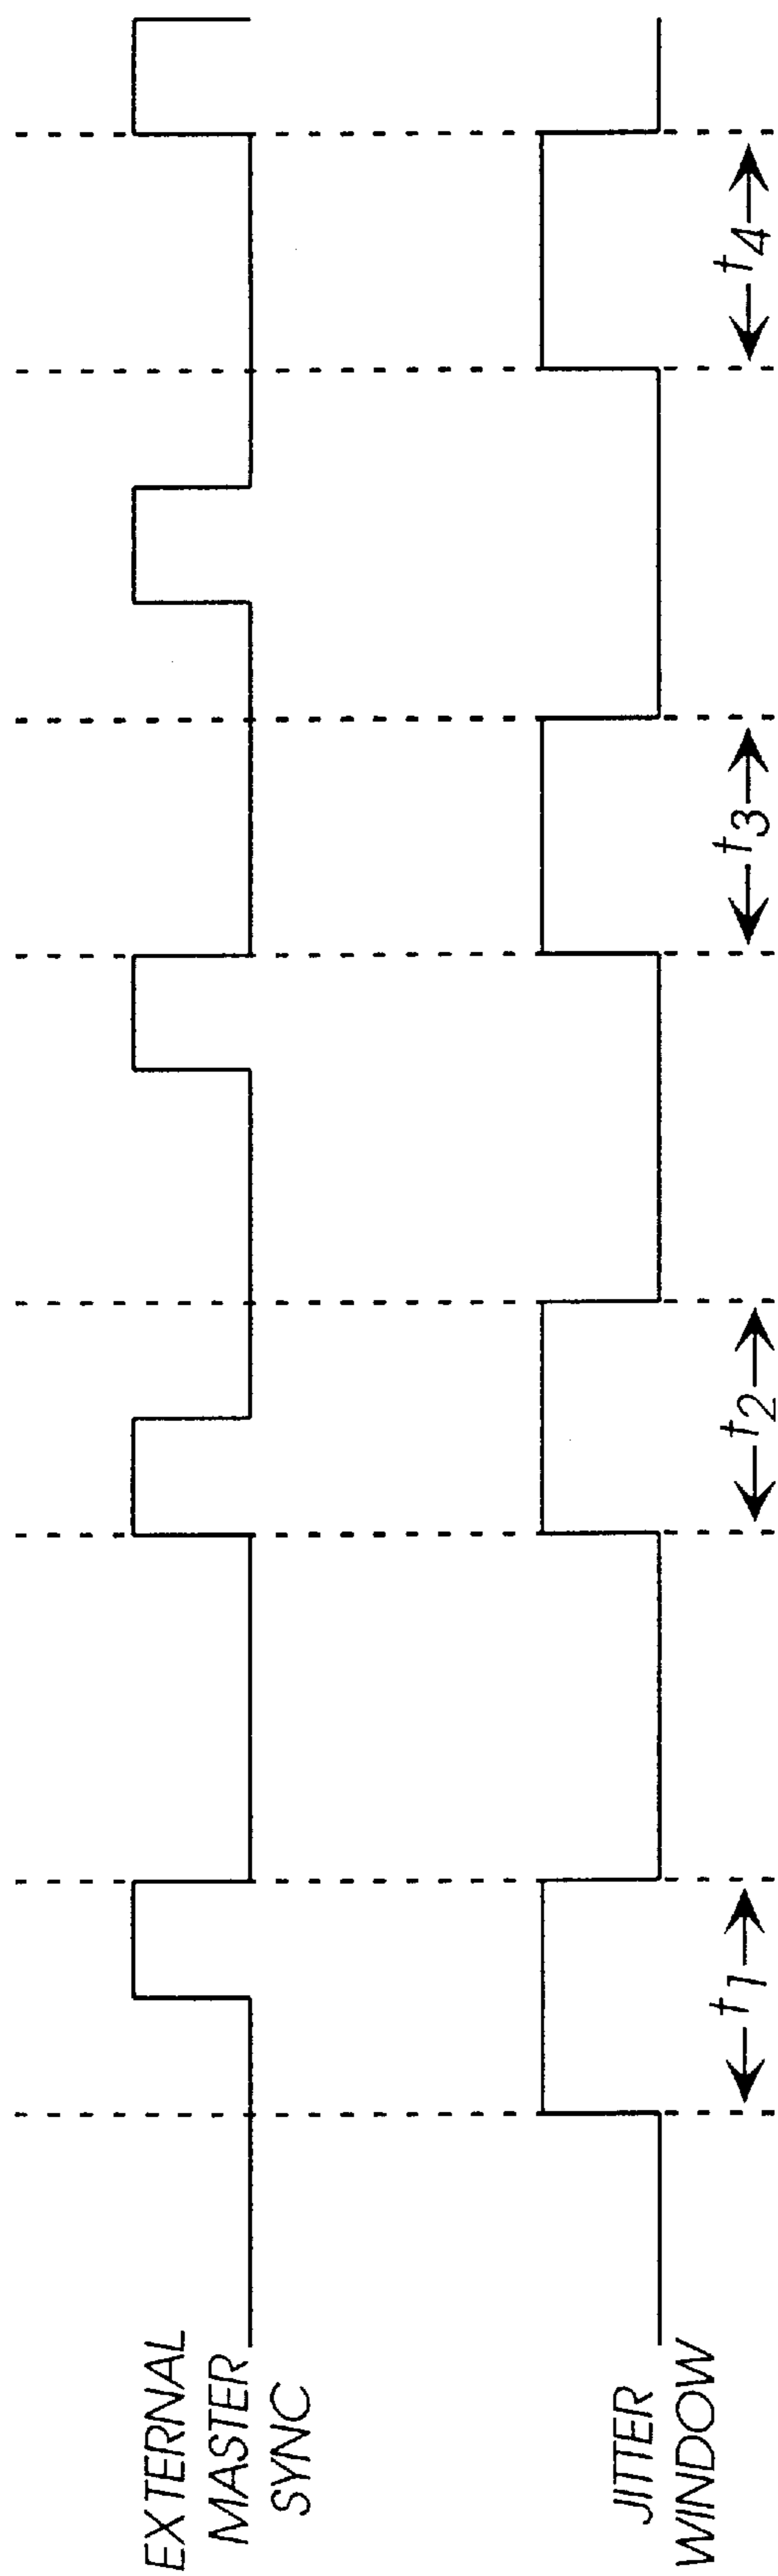 EXTERNAL
MASTER
SYNC
JITTER
WINDOW
t1
t2
t3
t4